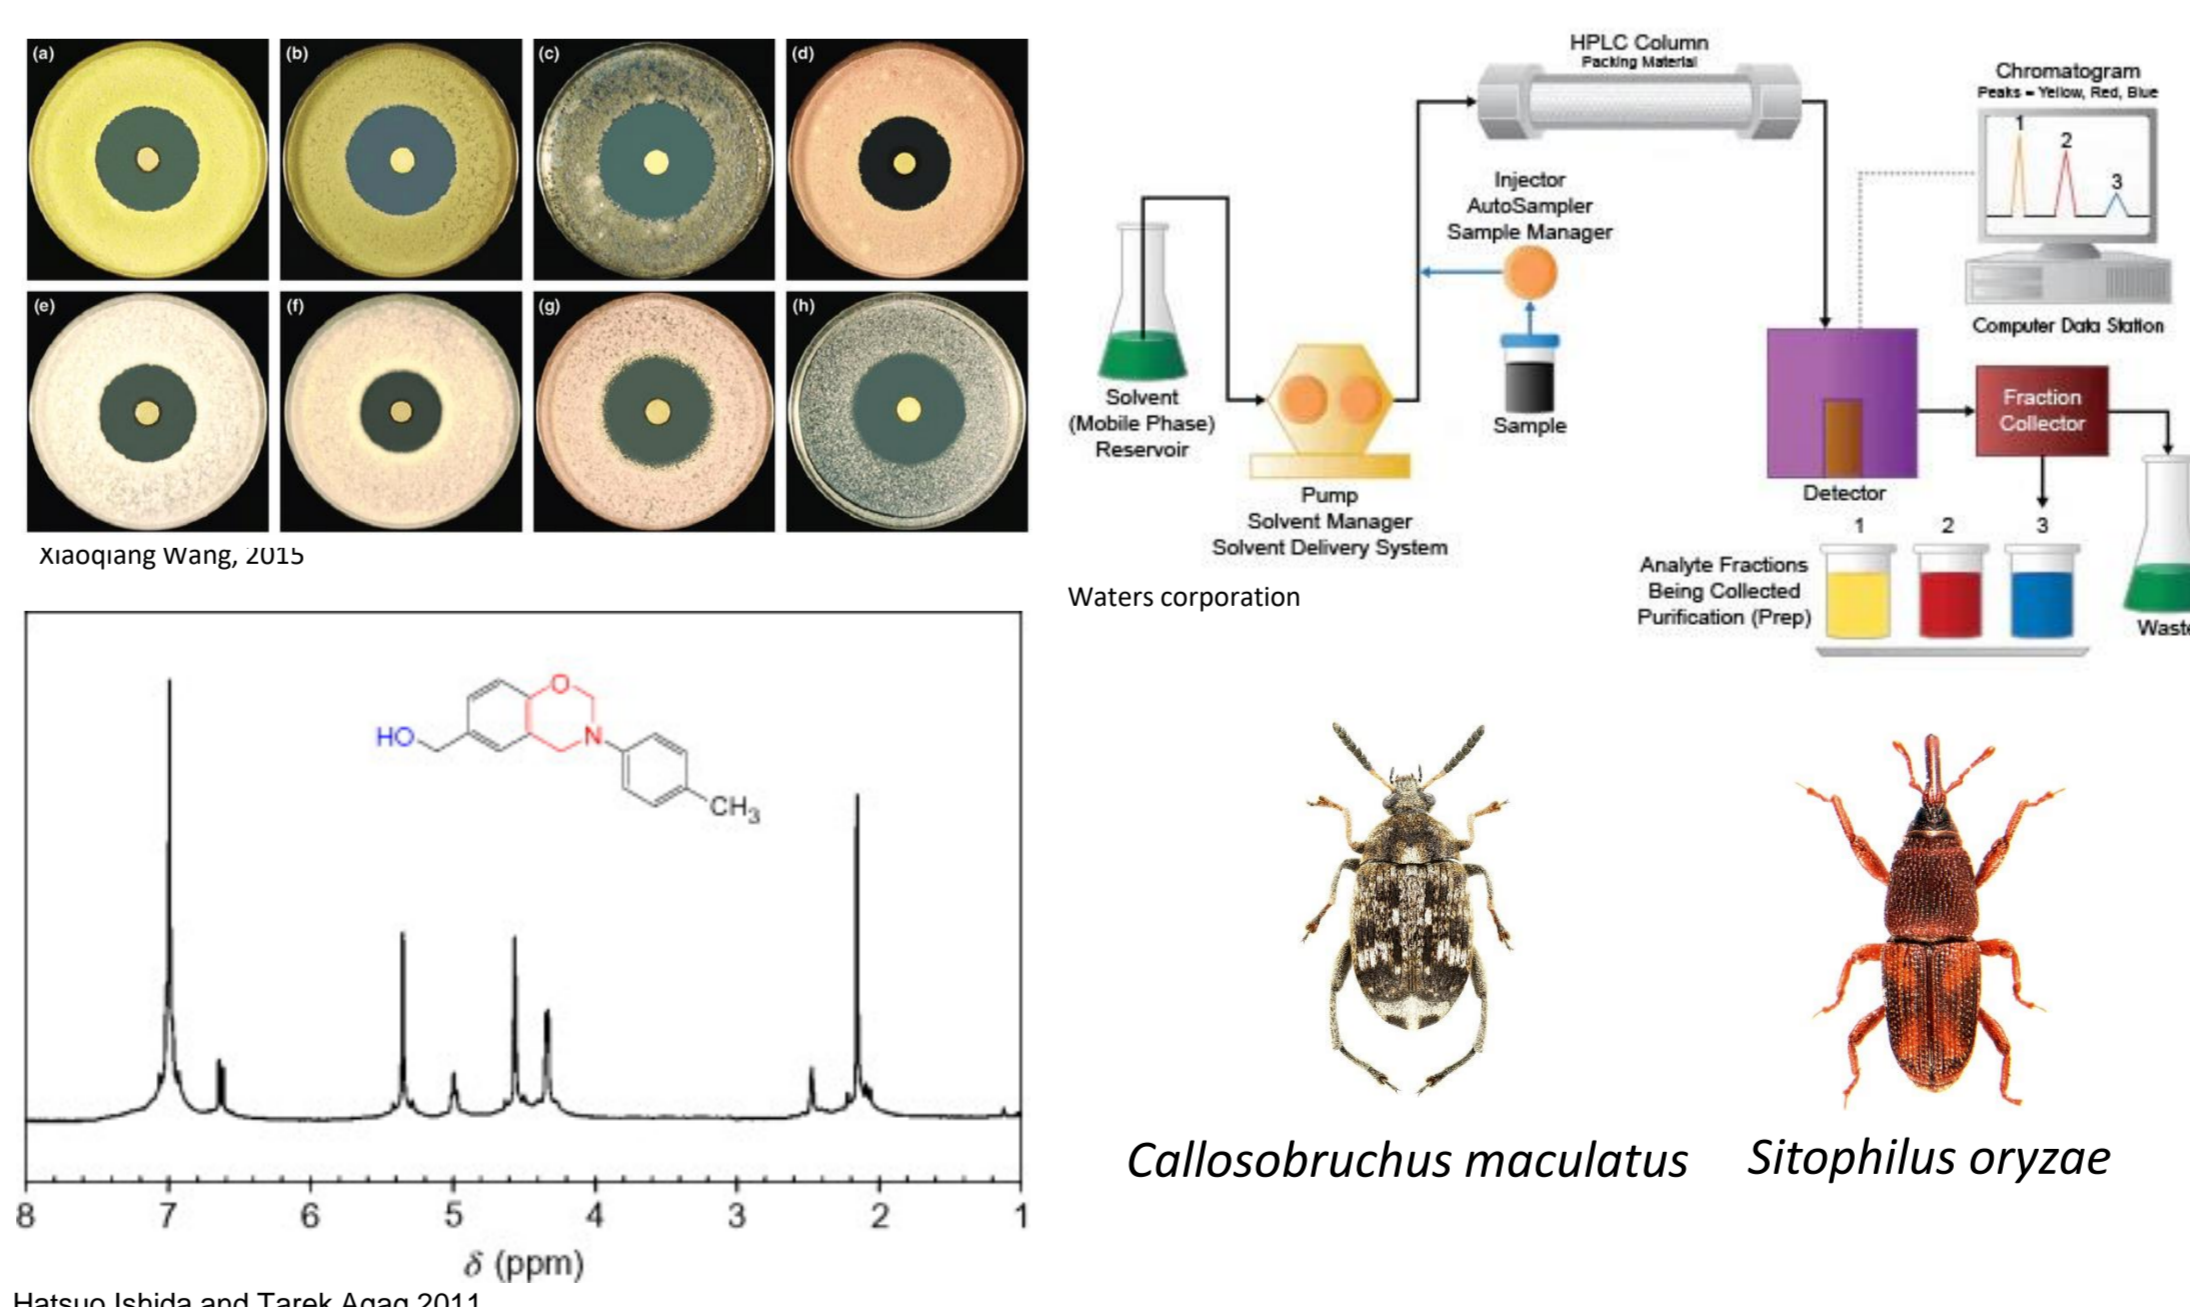 (a)
(b)
(c)
(d)
(e)
(f)
(g)
(h)
Xiaoqiang Wang, 2015
HPLC Column
Packing Material
Chromatogram
Peaks = Yellow, Red, Blue
1
2
3
Injector
AutoSampler
Sample Manager
Computer Data Station
Solvent
(Mobile Phase)
Reservoir
Sample
Fraction
Collector
Pump
Solvent Manager
Solvent Delivery System
Detector
1 2 3
Analyte Fractions
Being Collected
Purification (Prep)
Waste
Waters corporation
O
HO
N
CH3
8 7 6 5 4 3 2 1
δ (ppm)
Hatsuo Ishida and Tarek Agag 2011
Callosobruchus maculatus
Sitophilus oryzae